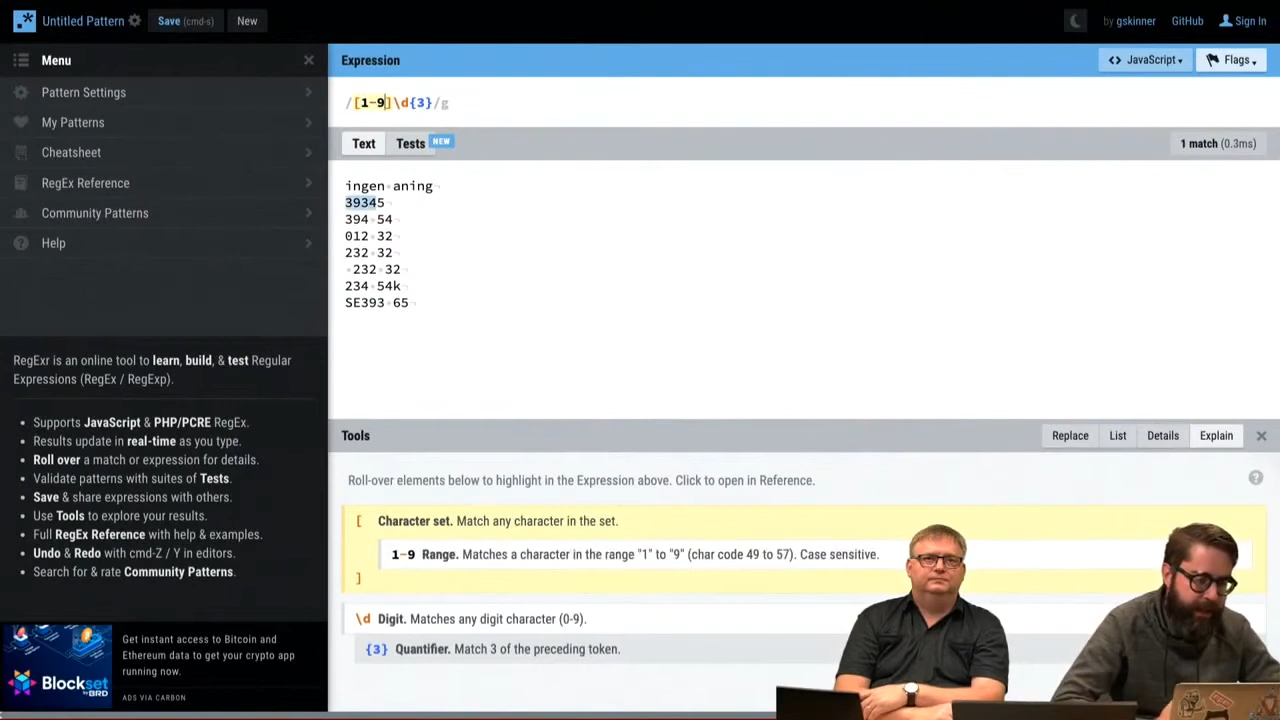 Untitled Pattern Save (cmd-s) New by gskinner GitHub Sign In
Menu
Pattern Settings
My Patterns
Cheatsheet
RegEx Reference
Community Patterns
Help
RegExr is an online tool to learn, build, & test Regular
Expressions (RegEx / RegExp).
Supports JavaScript & PHP/PCRE RegEx.
Results update in real-time as you type.
Roll over a match or expression for details.
Validate patterns with suites of Tests.
Save & share expressions with others.
Use Tools to explore your results.
Full RegEx Reference with help & examples.
Undo & Redo with cmd-Z / Y in editors.
Search for & rate Community Patterns.
Blockset
by BRD
Get instant access to Bitcoin and
Ethereum data to get your crypto app
running now.
ADS VIA CARBON
Expression JavaScript Flags
/[1-9]\d{3}/g
Text Tests NEW 1 match (0.3ms)
ingen aning
39345
394 54
012 32
232 32
232 32
234 54k
SE393 65
Tools Replace List Details Explain
Roll-over elements below to highlight in the Expression above. Click to open in Reference.
[ Character set. Match any character in the set.
1-9 Range. Matches a character in the range "1" to "9" (char code 49 to 57). Case sensitive.
]
\d Digit. Matches any digit character (0-9).
{3} Quantifier. Match 3 of the preceding token.